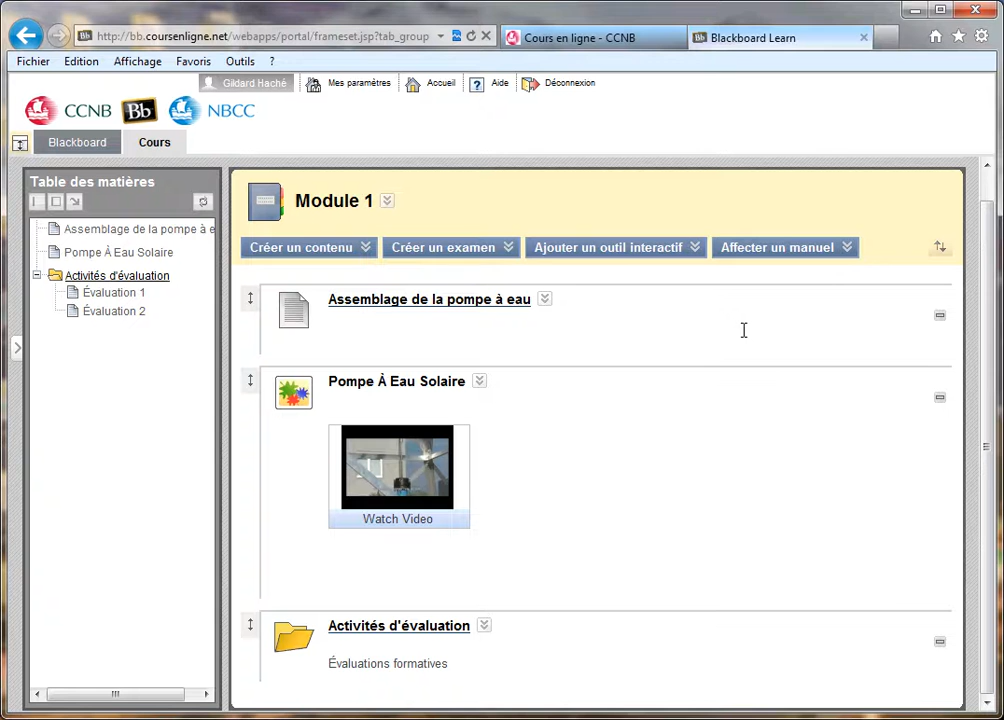 http://bb.coursenligne.net/webapps/portal/frameset.jsp?tab_group
Cours en ligne - CCNB
Blackboard Learn
Fichier Edition Affichage Favoris Outils ?
Gildard Haché Mes paramètres Accueil Aide Déconnexion
CCNB Bb NBCC
Blackboard Cours
Table des matières
Assemblage de la pompe à e
Pompe À Eau Solaire
Activités d'évaluation
Évaluation 1
Évaluation 2
Module 1
Créer un contenu Créer un examen Ajouter un outil interactif Affecter un manuel
Assemblage de la pompe à eau
Pompe À Eau Solaire
Watch Video
Activités d'évaluation
Évaluations formatives